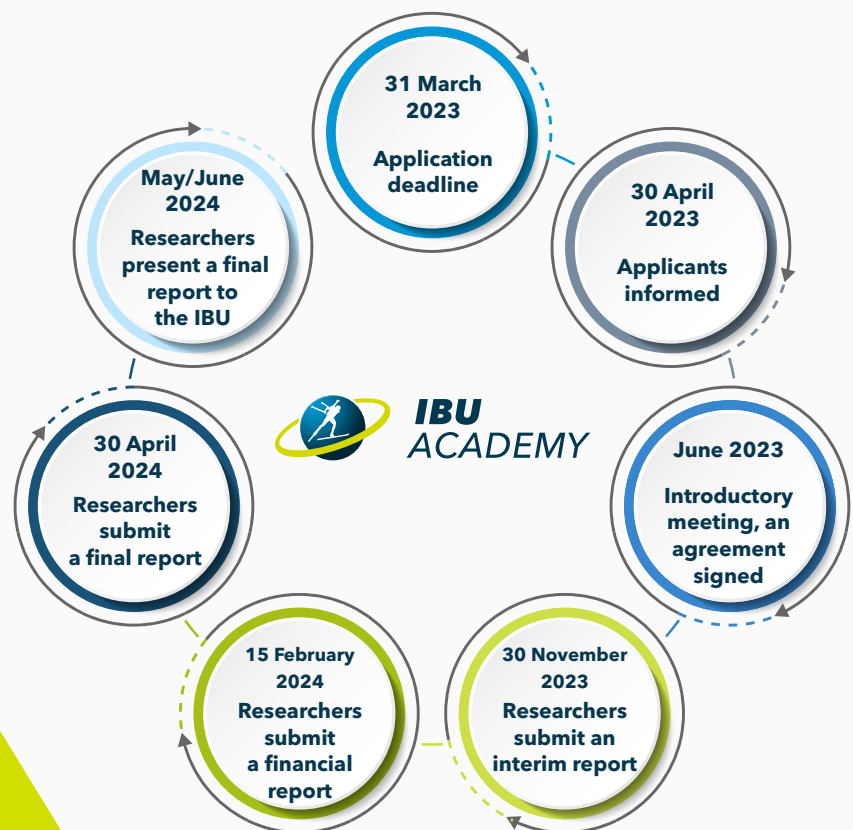 31 March
2023
Application
deadline
30 April
2023
Applicants
informed
June 2023
Introductory
meeting, an
agreement
signed
30 November
2023
Researchers
submit an
interim report
15 February
2024
Researchers
submit
a financial
report
30 April
2024
Researchers
submit
a final report
May/June
2024
Researchers
present a final
report to
the IBU
IBU
ACADEMY